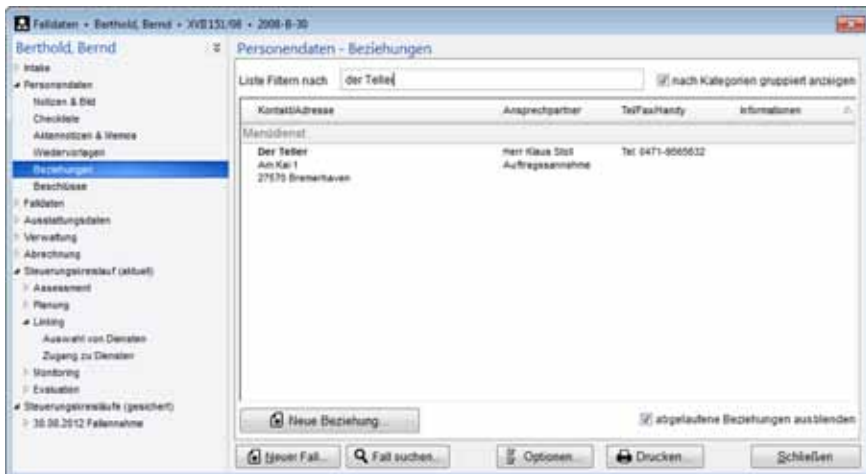 Falldaten • Berthold, Bernd • XVII 151/08 • 2008-B-30
Berthold, Bernd
Intake
Personendaten
Notizen & Bild
Checkliste
Aktennotizen & Memos
Wiedervorlagen
Beziehungen
Beschlüsse
Falldaten
Ausstattungsdaten
Verwaltung
Abrechnung
Steuerungskreislauf (aktuell)
Assessment
Planung
Linking
Auswahl von Diensten
Zugang zu Diensten
Monitoring
Evaluation
Steuerungskreisläufe (gesichert)
30.08.2012 Fallannahme
Personendaten - Beziehungen
Liste Filtern nach der Teller nach Kategorien gruppiert anzeigen
Kontakt/Adresse Ansprechpartner Tel/Fax/Handy Informationen
Menüdienst
Der Teller Herr Klaus Stoll Tel: 0471-9565632
Am Kai 1 Auftragsannahme
27570 Bremerhaven
Neue Beziehung... abgelaufene Beziehungen ausblenden
Neuer Fall... Fall suchen... Optionen... Drucken... Schließen